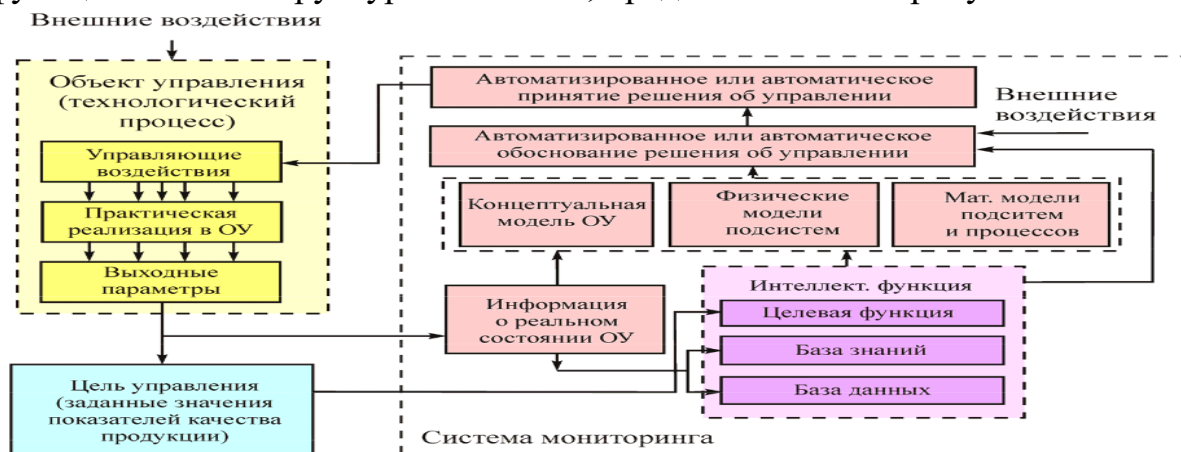 Внешние воздействия
Объект управления
(технологический
процесс)
Управляющие
воздействия
Практическая
реализация в ОУ
Выходные
параметры
Цель управления
(заданные значения
показателей качества
продукции)
Автоматизированное или автоматическое
принятие решения об управлении
Внешние
воздействия
Автоматизированное или автоматическое
обоснование решения об управлении
Концептуальная
модель ОУ
Физические
модели
подсистем
Мат. модели
подситем
и процессов
Информация
о реальном
состоянии ОУ
Интеллект. функция
Целевая функция
База знаний
База данных
Система мониторинга